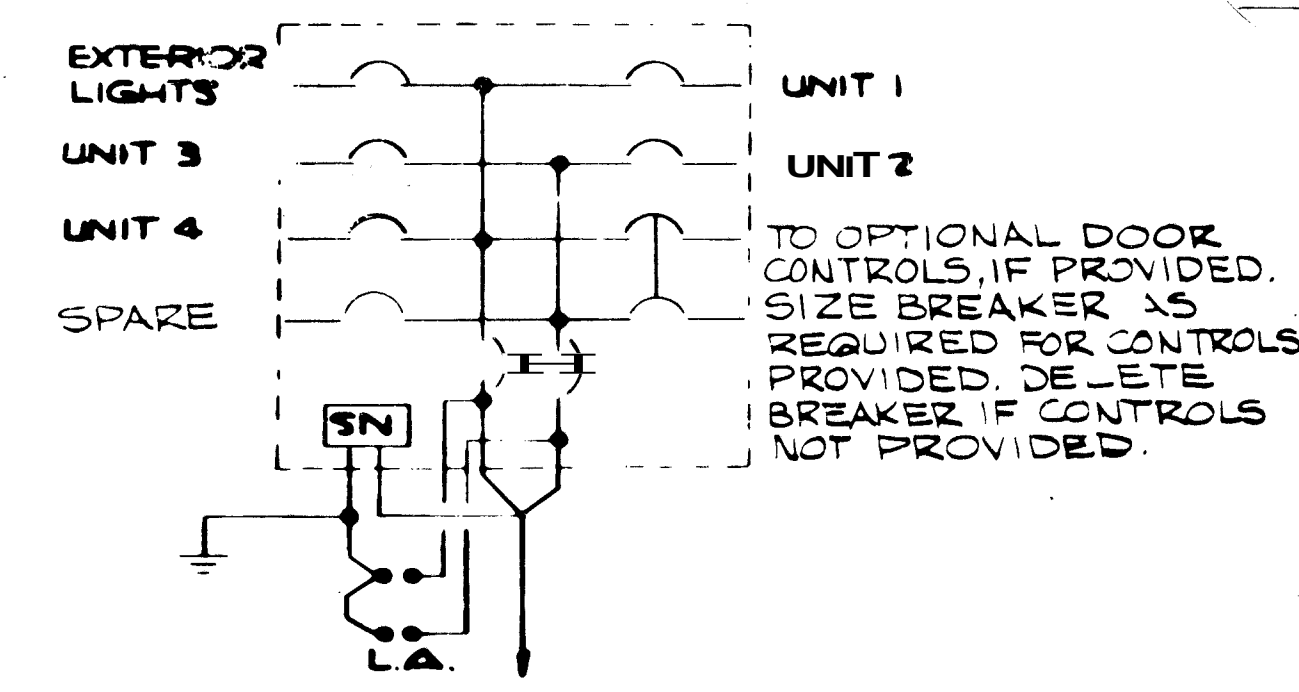 EXTERIOR
LIGHTS
UNIT 3
UNIT 4
SPARE
UNIT 1
UNIT 2
TO OPTIONAL DOOR
CONTROLS, IF PROVIDED.
SIZE BREAKER AS
REQUIRED FOR CONTROLS
PROVIDED. DELETE
BREAKER IF CONTROLS
NOT PROVIDED.
SN
L.A.